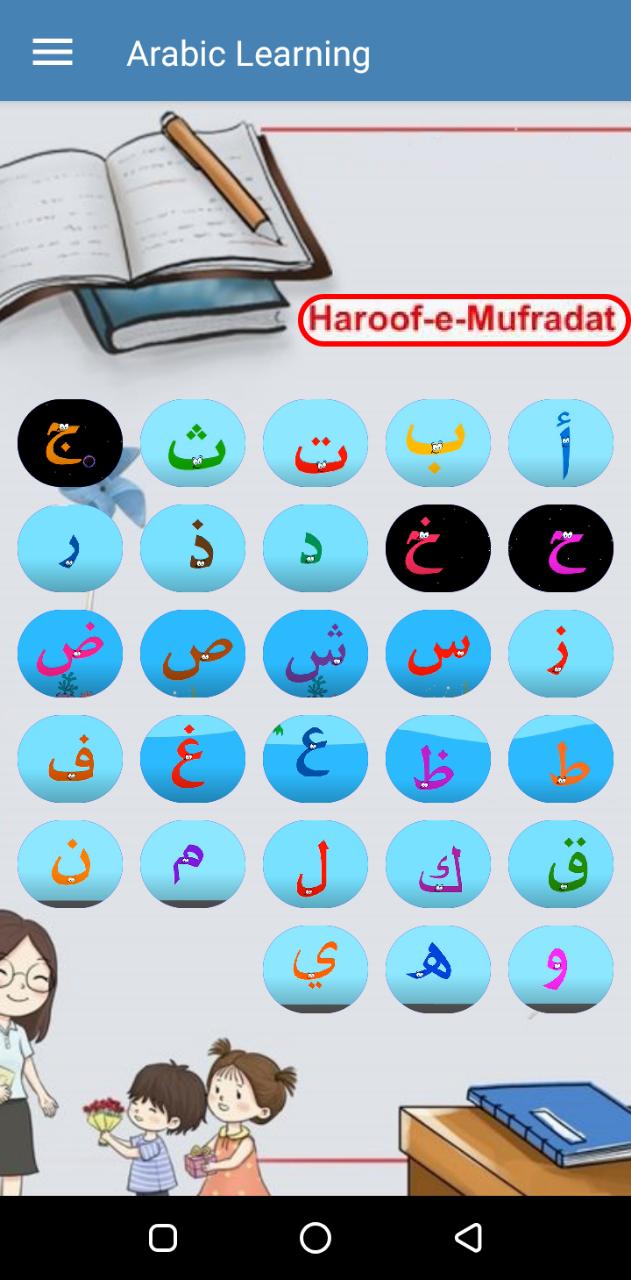 Arabic Learning
Haroof-e-Mufradat
أ ب ت ث ج
ح خ د ذ ر
ز س ش ص ض
ط ظ ع غ ف
ق ك ل م ن
و ه ي